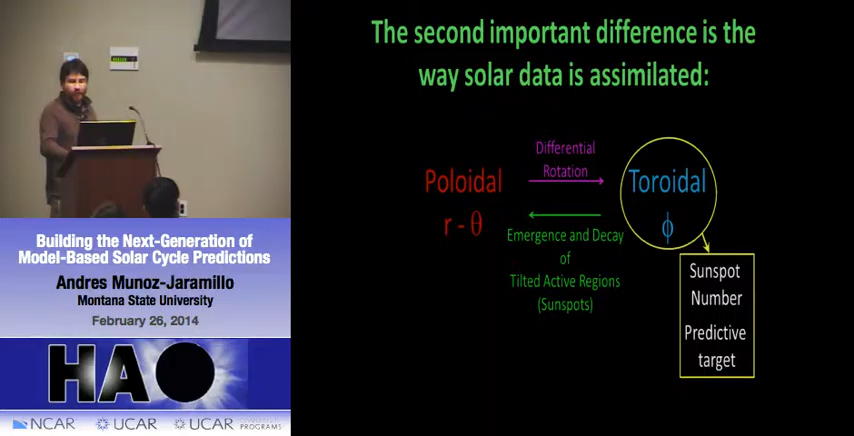 The second important difference is the
way solar data is assimilated:
Differential
Rotation
Poloidal
r - θ
Toroidal
ϕ
Emergence and Decay
of
Tilted Active Regions
(Sunspots)
Sunspot
Number
Predictive
target
Building the Next-Generation of
Model-Based Solar Cycle Predictions
Andres Munoz-Jaramillo
Montana State University
February 26, 2014
HAO
NCAR
UCAR
UCAR
COMMUNITY
PROGRAMS